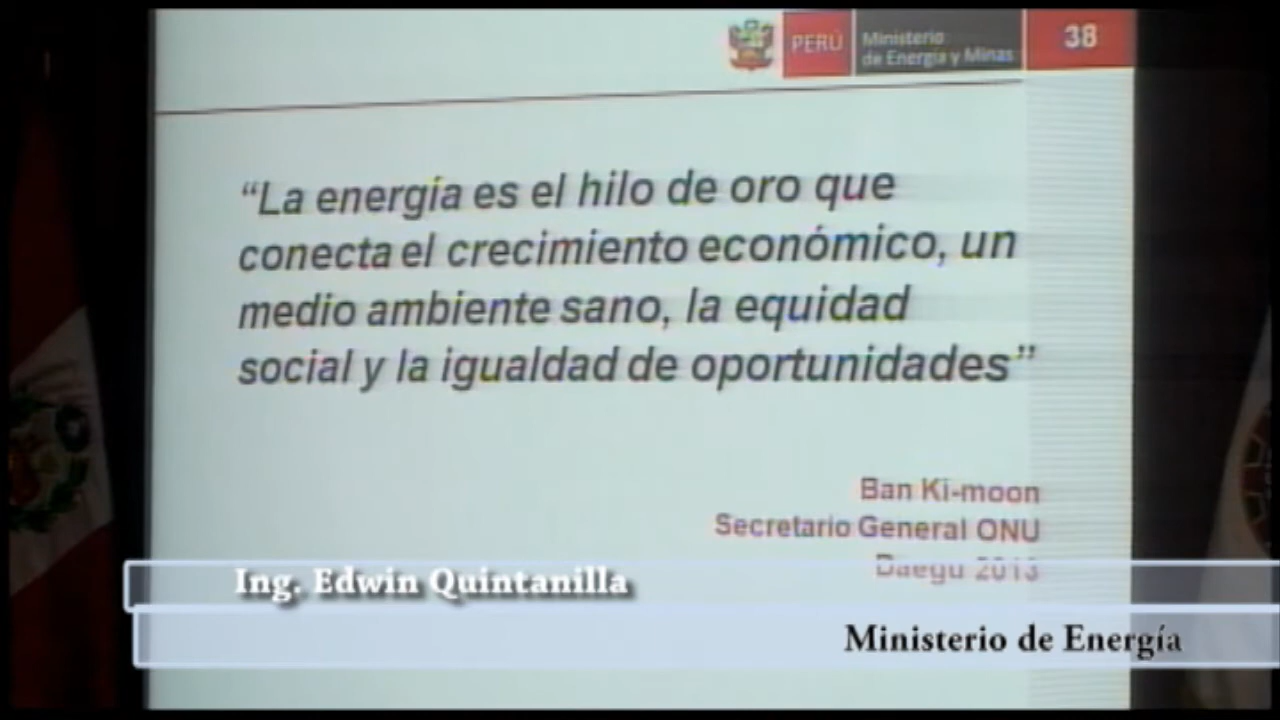 PERÚ
Ministerio
de Energía y Minas
38
“La energía es el hilo de oro que
conecta el crecimiento económico, un
medio ambiente sano, la equidad
social y la igualdad de oportunidades”
Ban Ki-moon
Secretario General ONU
Daegu 2013
Ing. Edwin Quintanilla
Ministerio de Energía